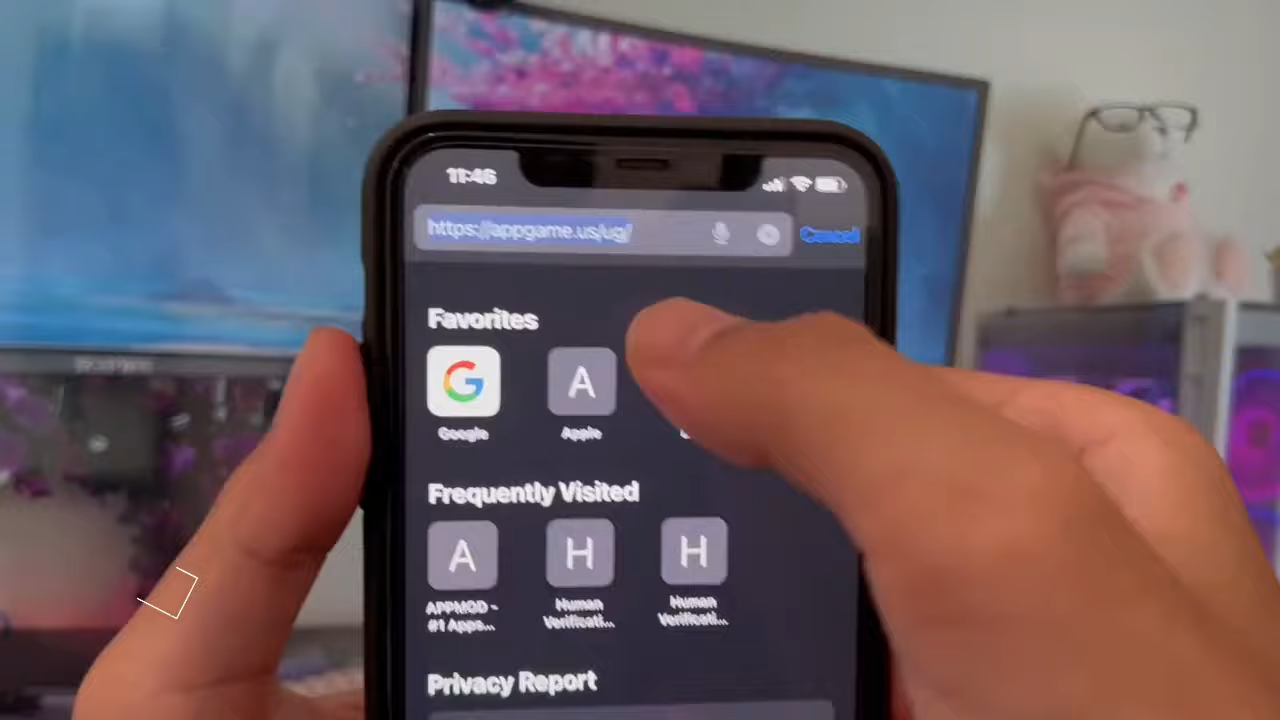 11:46
https://appgame.us/ug/
Cancel
Favorites
G
A
Google
Apple
Frequently Visited
A
H
H
APPMOD -
#1 Apps...
Human
Verificati...
Human
Verificati...
Privacy Report